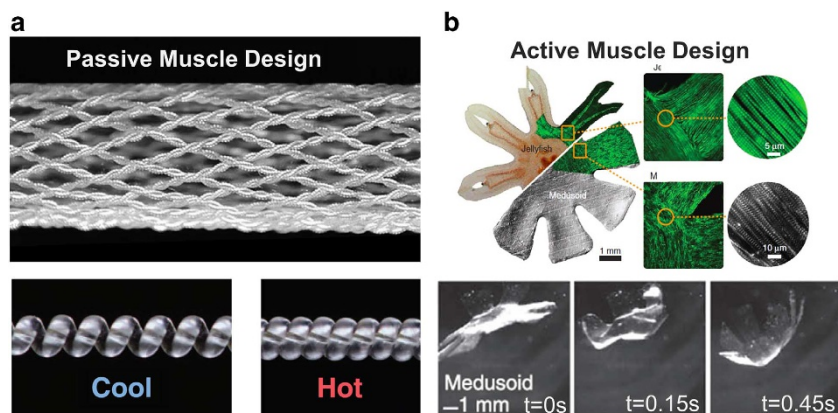 a
Passive Muscle Design
Cool
Hot
b
Active Muscle Design
Jellyfish
Medusoid
1 mm
Je
5 μm
M
10 μm
Medusoid
1 mm
t=0s
t=0.15s
t=0.45s